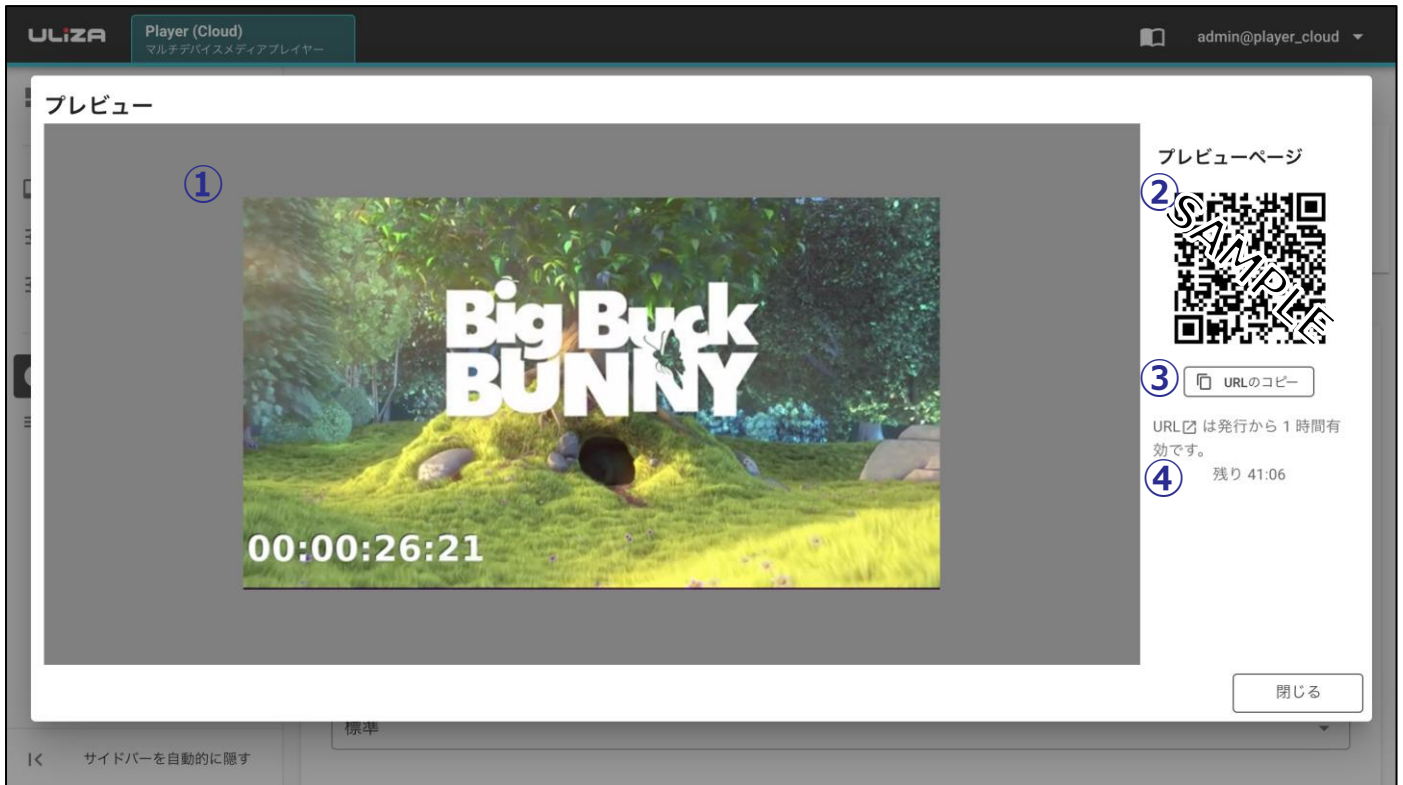 ULIZA
Player (Cloud)
マルチデバイスメディアプレイヤー
admin@player_cloud
プレビュー
①
Big Buck
BUNNY
00:00:26:21
プレビューページ
②
SAMPLE
③
URLのコピー
URL は発行から 1 時間有
効です。
④
残り 41:06
閉じる
標準
サイドバーを自動的に隠す